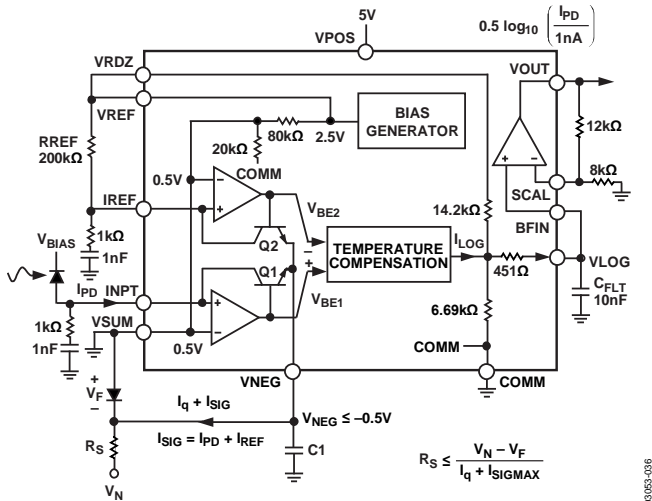 5V
0.5 log10 (IPD/1nA)
VPOS
VRDZ
VOUT
VREF
BIAS
GENERATOR
80kΩ
2.5V
RREF
200kΩ
20kΩ
12kΩ
COMM
0.5V
8kΩ
SCAL
IREF
VBE2
14.2kΩ
BFIN
1kΩ
1nF
VBIAS
Q2
Q1
TEMPERATURE
COMPENSATION
ILOG
451Ω
VLOG
IPD
INPT
VBE1
CFLT
10nF
1kΩ
VSUM
6.69kΩ
1nF
0.5V
COMM
VNEG
COMM
VF
Iq + ISIG
VNEG ≤ –0.5V
ISIG = IPD + IREF
C1
RS
RS ≤ (VN – VF)/(Iq + ISIGMAX)
VN
03053-036